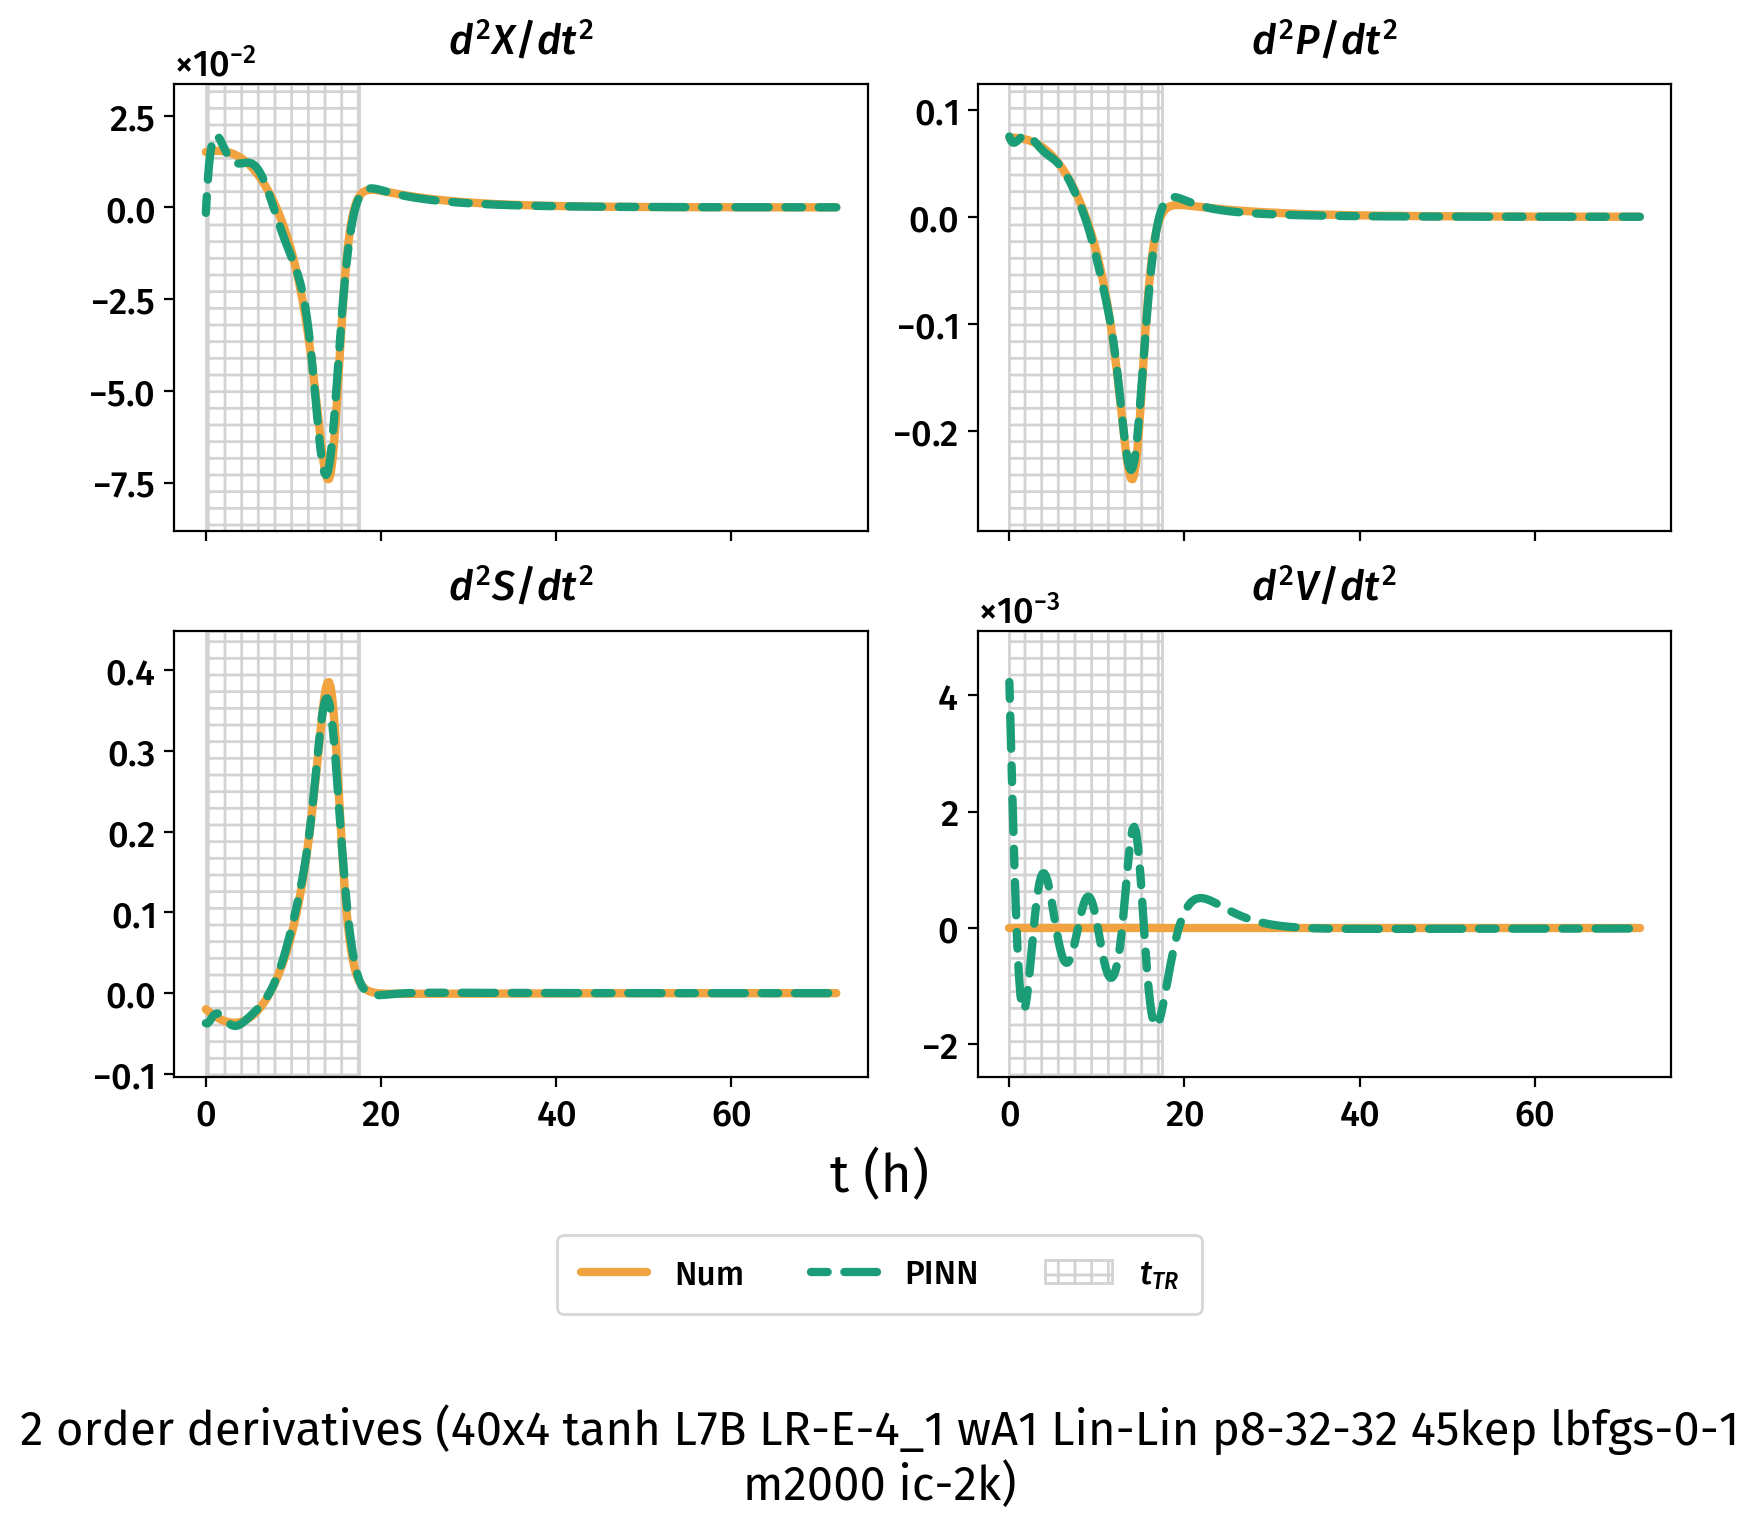 d²X/dt²
×10⁻²
2.5
0.0
−2.5
−5.0
−7.5
d²P/dt²
0.1
0.0
−0.1
−0.2
d²S/dt²
0.4
0.3
0.2
0.1
0.0
−0.1
0 20 40 60
d²V/dt²
×10⁻³
4
2
0
−2
0 20 40 60
t (h)
Num PINN t_TR
2 order derivatives (40x4 tanh L7B LR-E-4_1 wA1 Lin-Lin p8-32-32 45kep lbfgs-0-1
m2000 ic-2k)